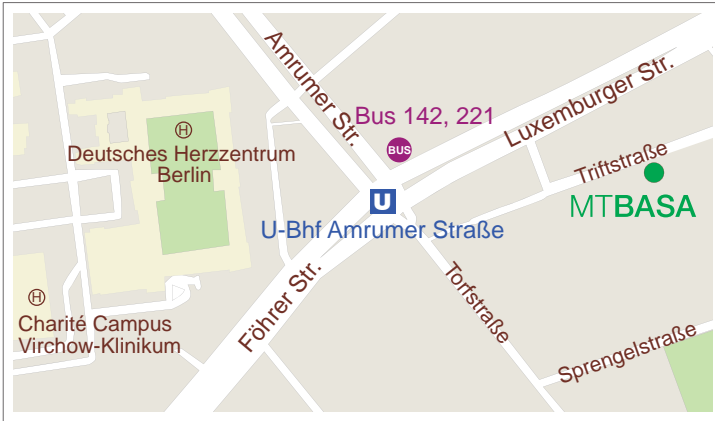 Amrumer Str.
Bus 142, 221
BUS
Luxemburger Str.
H
Deutsches Herzzentrum
Berlin
Triftstraße
MTBASA
U
U-Bhf Amrumer Straße
Föhrer Str.
Torfstraße
H
Charité Campus
Virchow-Klinikum
Sprengelstraße